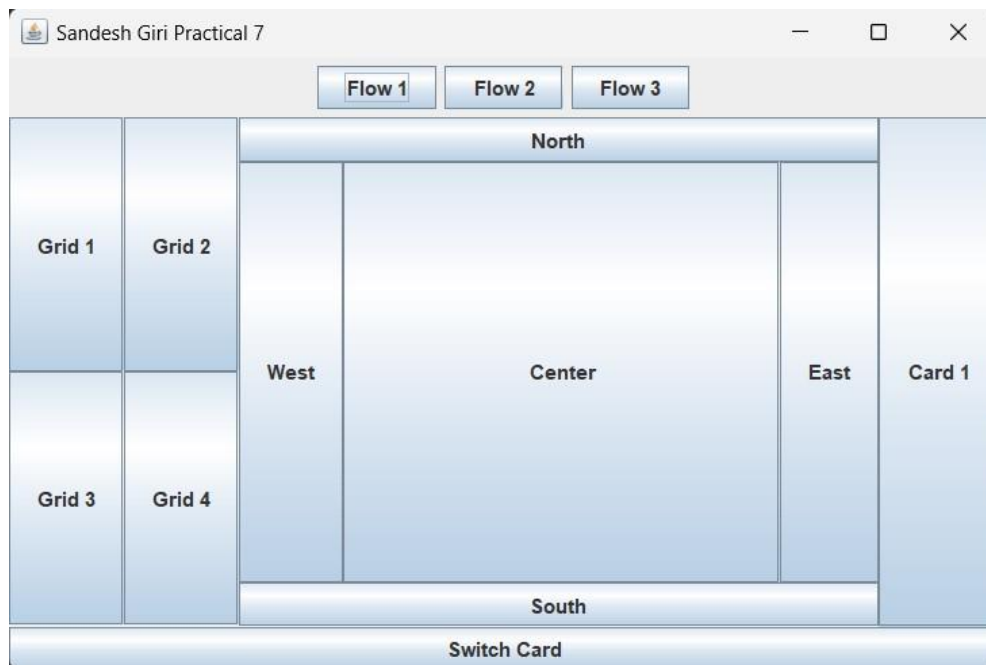 Sandesh Giri Practical 7
Flow 1 Flow 2 Flow 3
North
Grid 1 Grid 2
West Center East Card 1
Grid 3 Grid 4
South
Switch Card